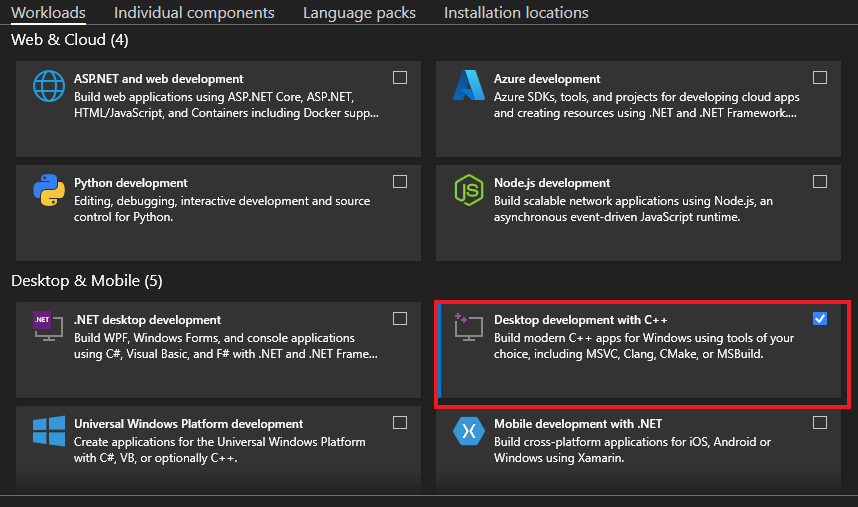 Workloads Individual components Language packs Installation locations
Web & Cloud (4)
ASP.NET and web development
Build web applications using ASP.NET Core, ASP.NET,
HTML/JavaScript, and Containers including Docker supp...
Azure development
Azure SDKs, tools, and projects for developing cloud apps
and creating resources using .NET and .NET Framework....
Python development
Editing, debugging, interactive development and source
control for Python.
Node.js development
Build scalable network applications using Node.js, an
asynchronous event-driven JavaScript runtime.
Desktop & Mobile (5)
.NET
.NET desktop development
Build WPF, Windows Forms, and console applications
using C#, Visual Basic, and F# with .NET and .NET Frame...
Desktop development with C++
Build modern C++ apps for Windows using tools of your
choice, including MSVC, Clang, CMake, or MSBuild.
Universal Windows Platform development
Create applications for the Universal Windows Platform
with C#, VB, or optionally C++.
Mobile development with .NET
Build cross-platform applications for iOS, Android or
Windows using Xamarin.